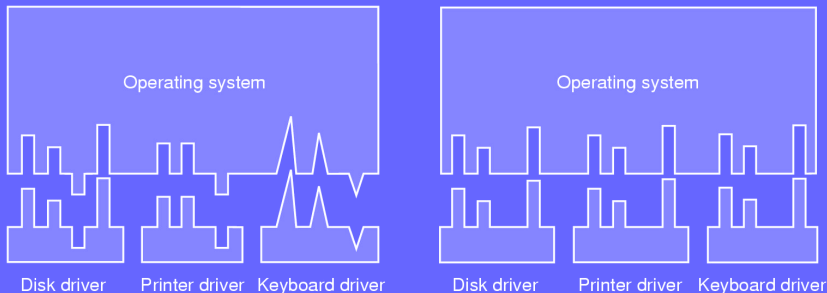 Operating system
Operating system
Disk driver
Printer driver
Keyboard driver
Disk driver
Printer driver
Keyboard driver